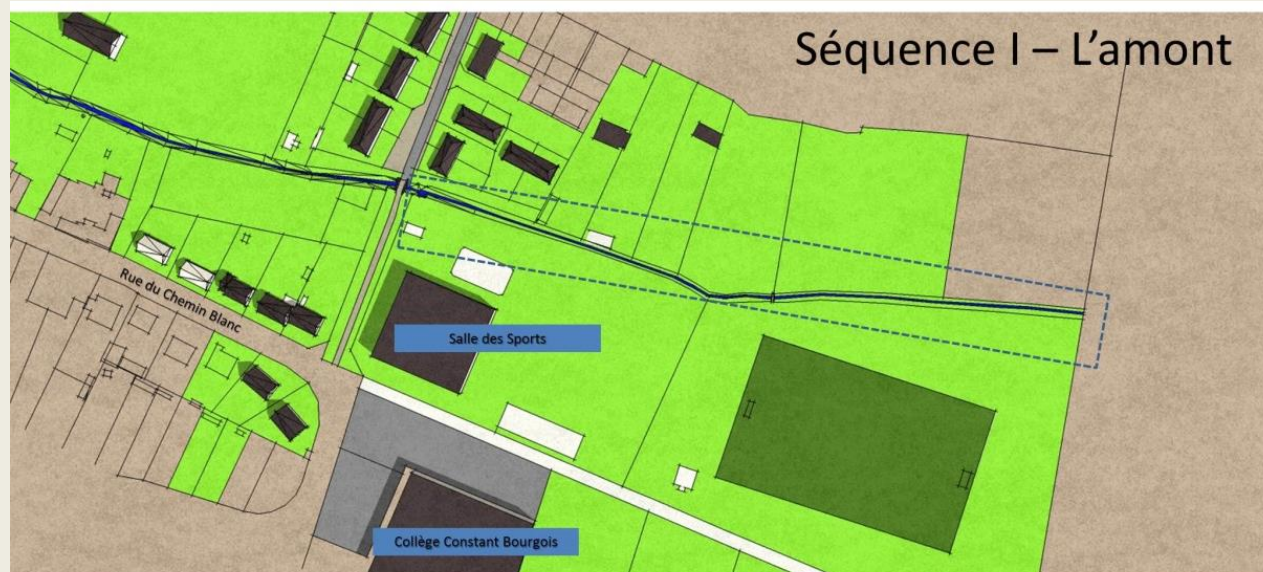 Séquence I – L'amont
Rue du Chemin Blanc
Salle des Sports
Collège Constant Bourgois